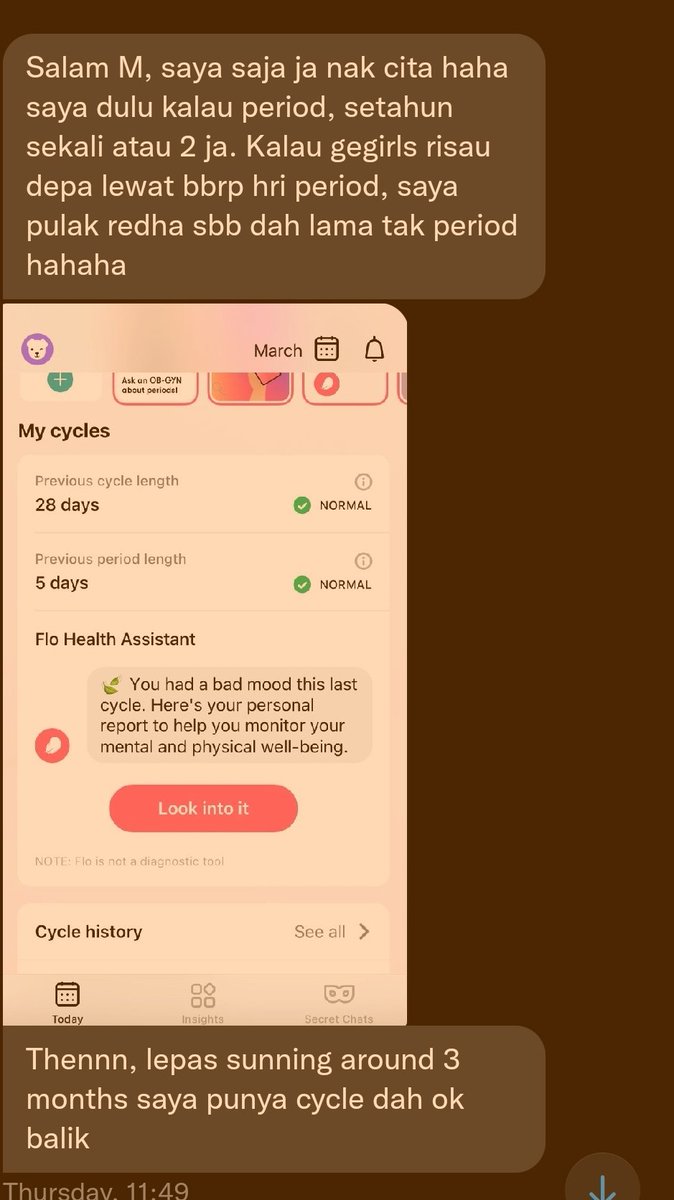 Salam M, saya saja ja nak cita haha
saya dulu kalau period, setahun
sekali atau 2 ja. Kalau gegirls risau
depa lewat bbrp hri period, saya
pulak redha sbb dah lama tak period
hahaha
March
Ask an OB-GYN
about periods!
My cycles
Previous cycle length
28 days
NORMAL
Previous period length
5 days
NORMAL
Flo Health Assistant
You had a bad mood this last
cycle. Here's your personal
report to help you monitor your
mental and physical well-being.
Look into it
NOTE: Flo is not a diagnostic tool
Cycle history
See all
Today
Insights
Secret Chats
Thennn, lepas sunning around 3
months saya punya cycle dah ok
balik
Thursday, 11:49